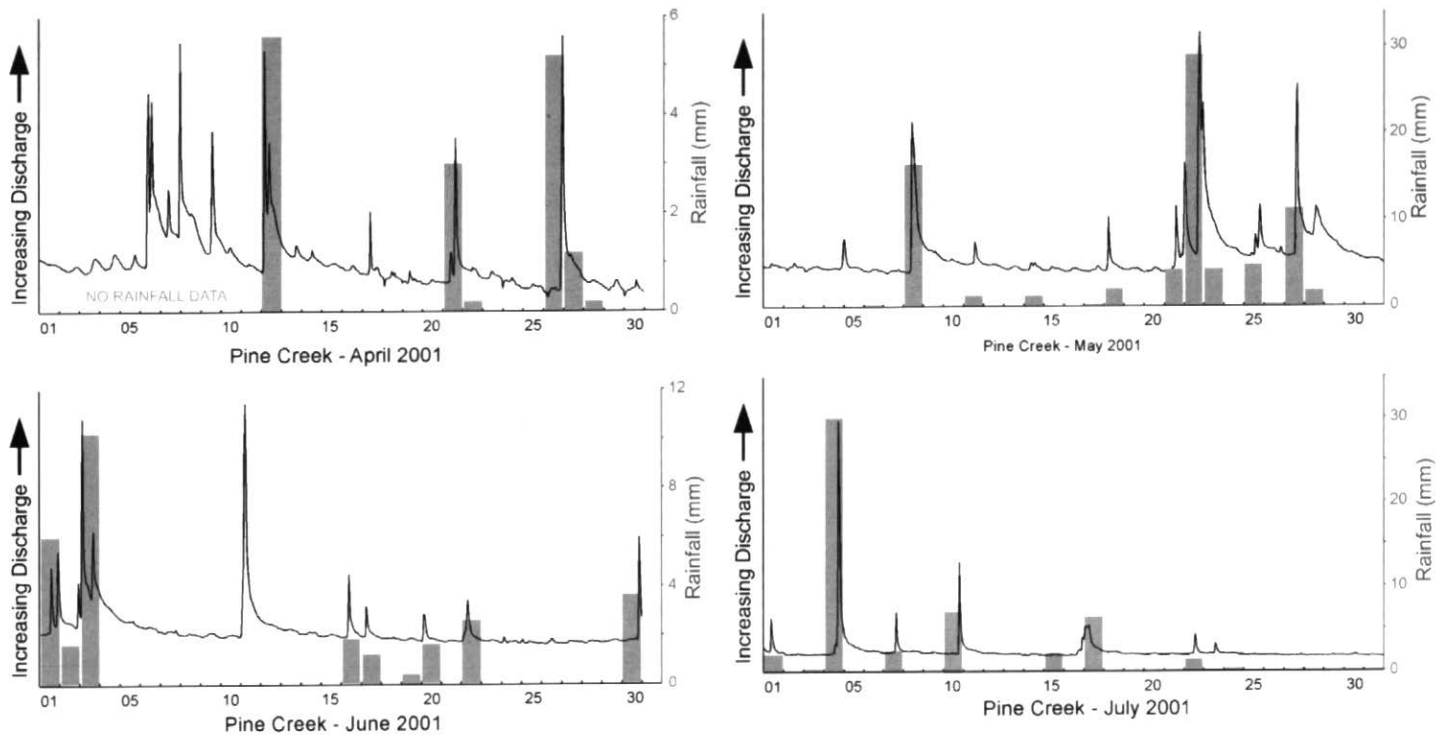 Increasing Discharge
6
4
2
0
Rainfall (mm)
NO RAINFALL DATA
01 05 10 15 20 25 30
Pine Creek - April 2001
Increasing Discharge
30
20
10
0
Rainfall (mm)
01 05 10 15 20 25 30
Pine Creek - May 2001
Increasing Discharge
12
8
4
0
Rainfall (mm)
01 05 10 15 20 25 30
Pine Creek - June 2001
Increasing Discharge
30
20
10
0
Rainfall (mm)
01 05 10 15 20 25 30
Pine Creek - July 2001